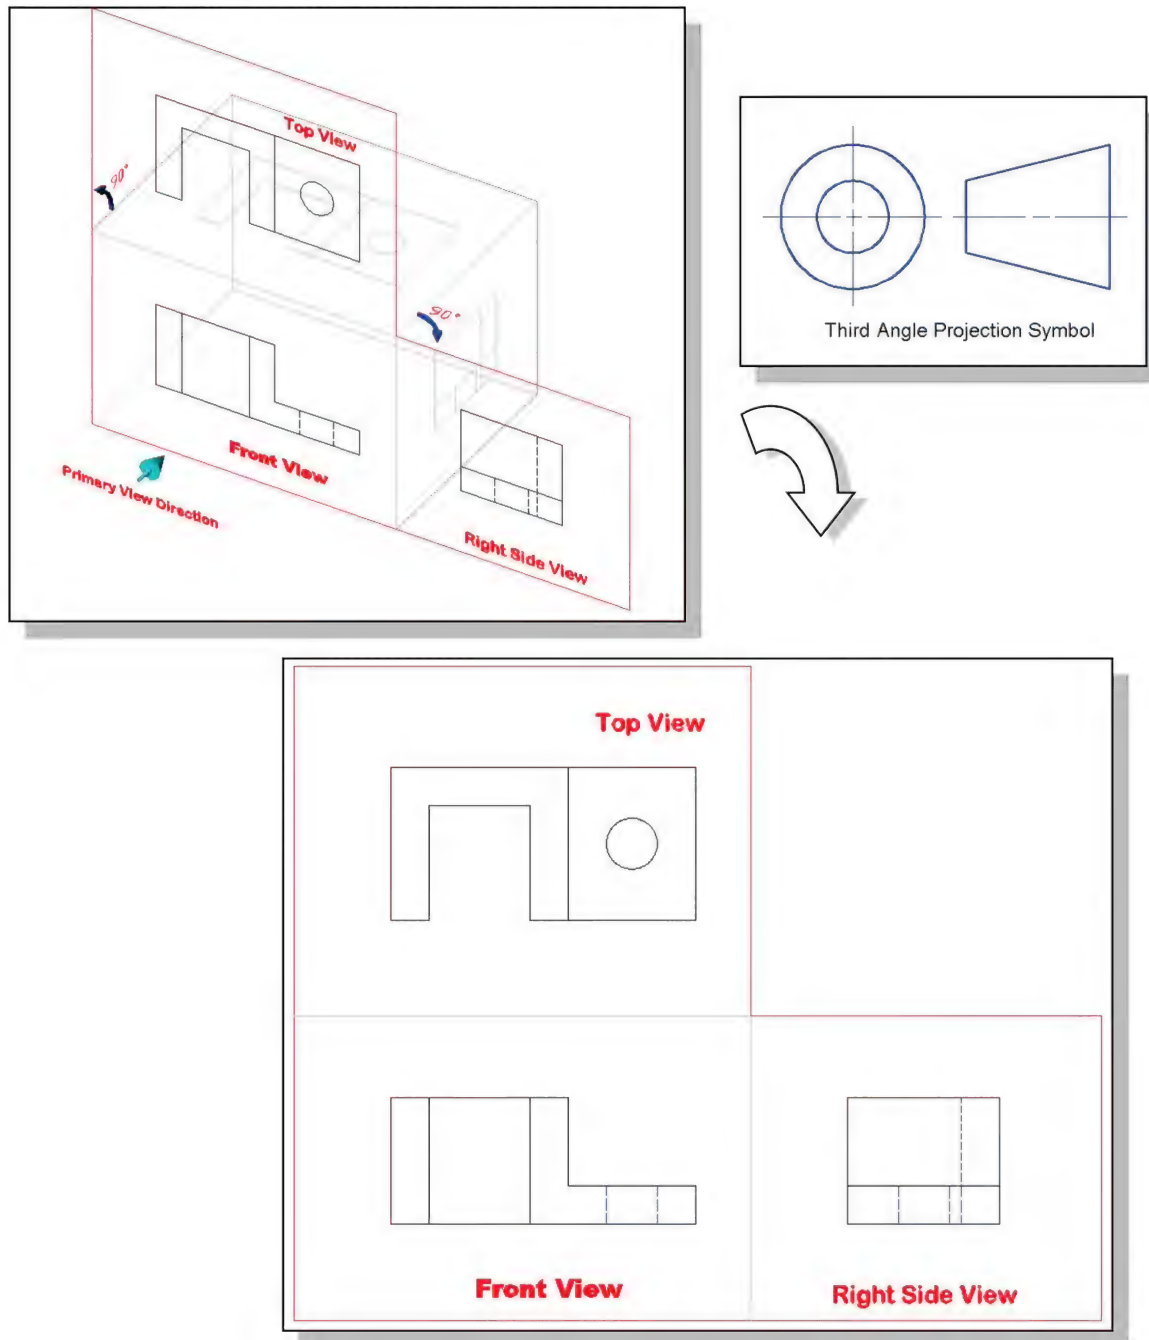 Top View
90°
90°
Front View
Primary View Direction
Right Side View
Third Angle Projection Symbol
Top View
Front View
Right Side View